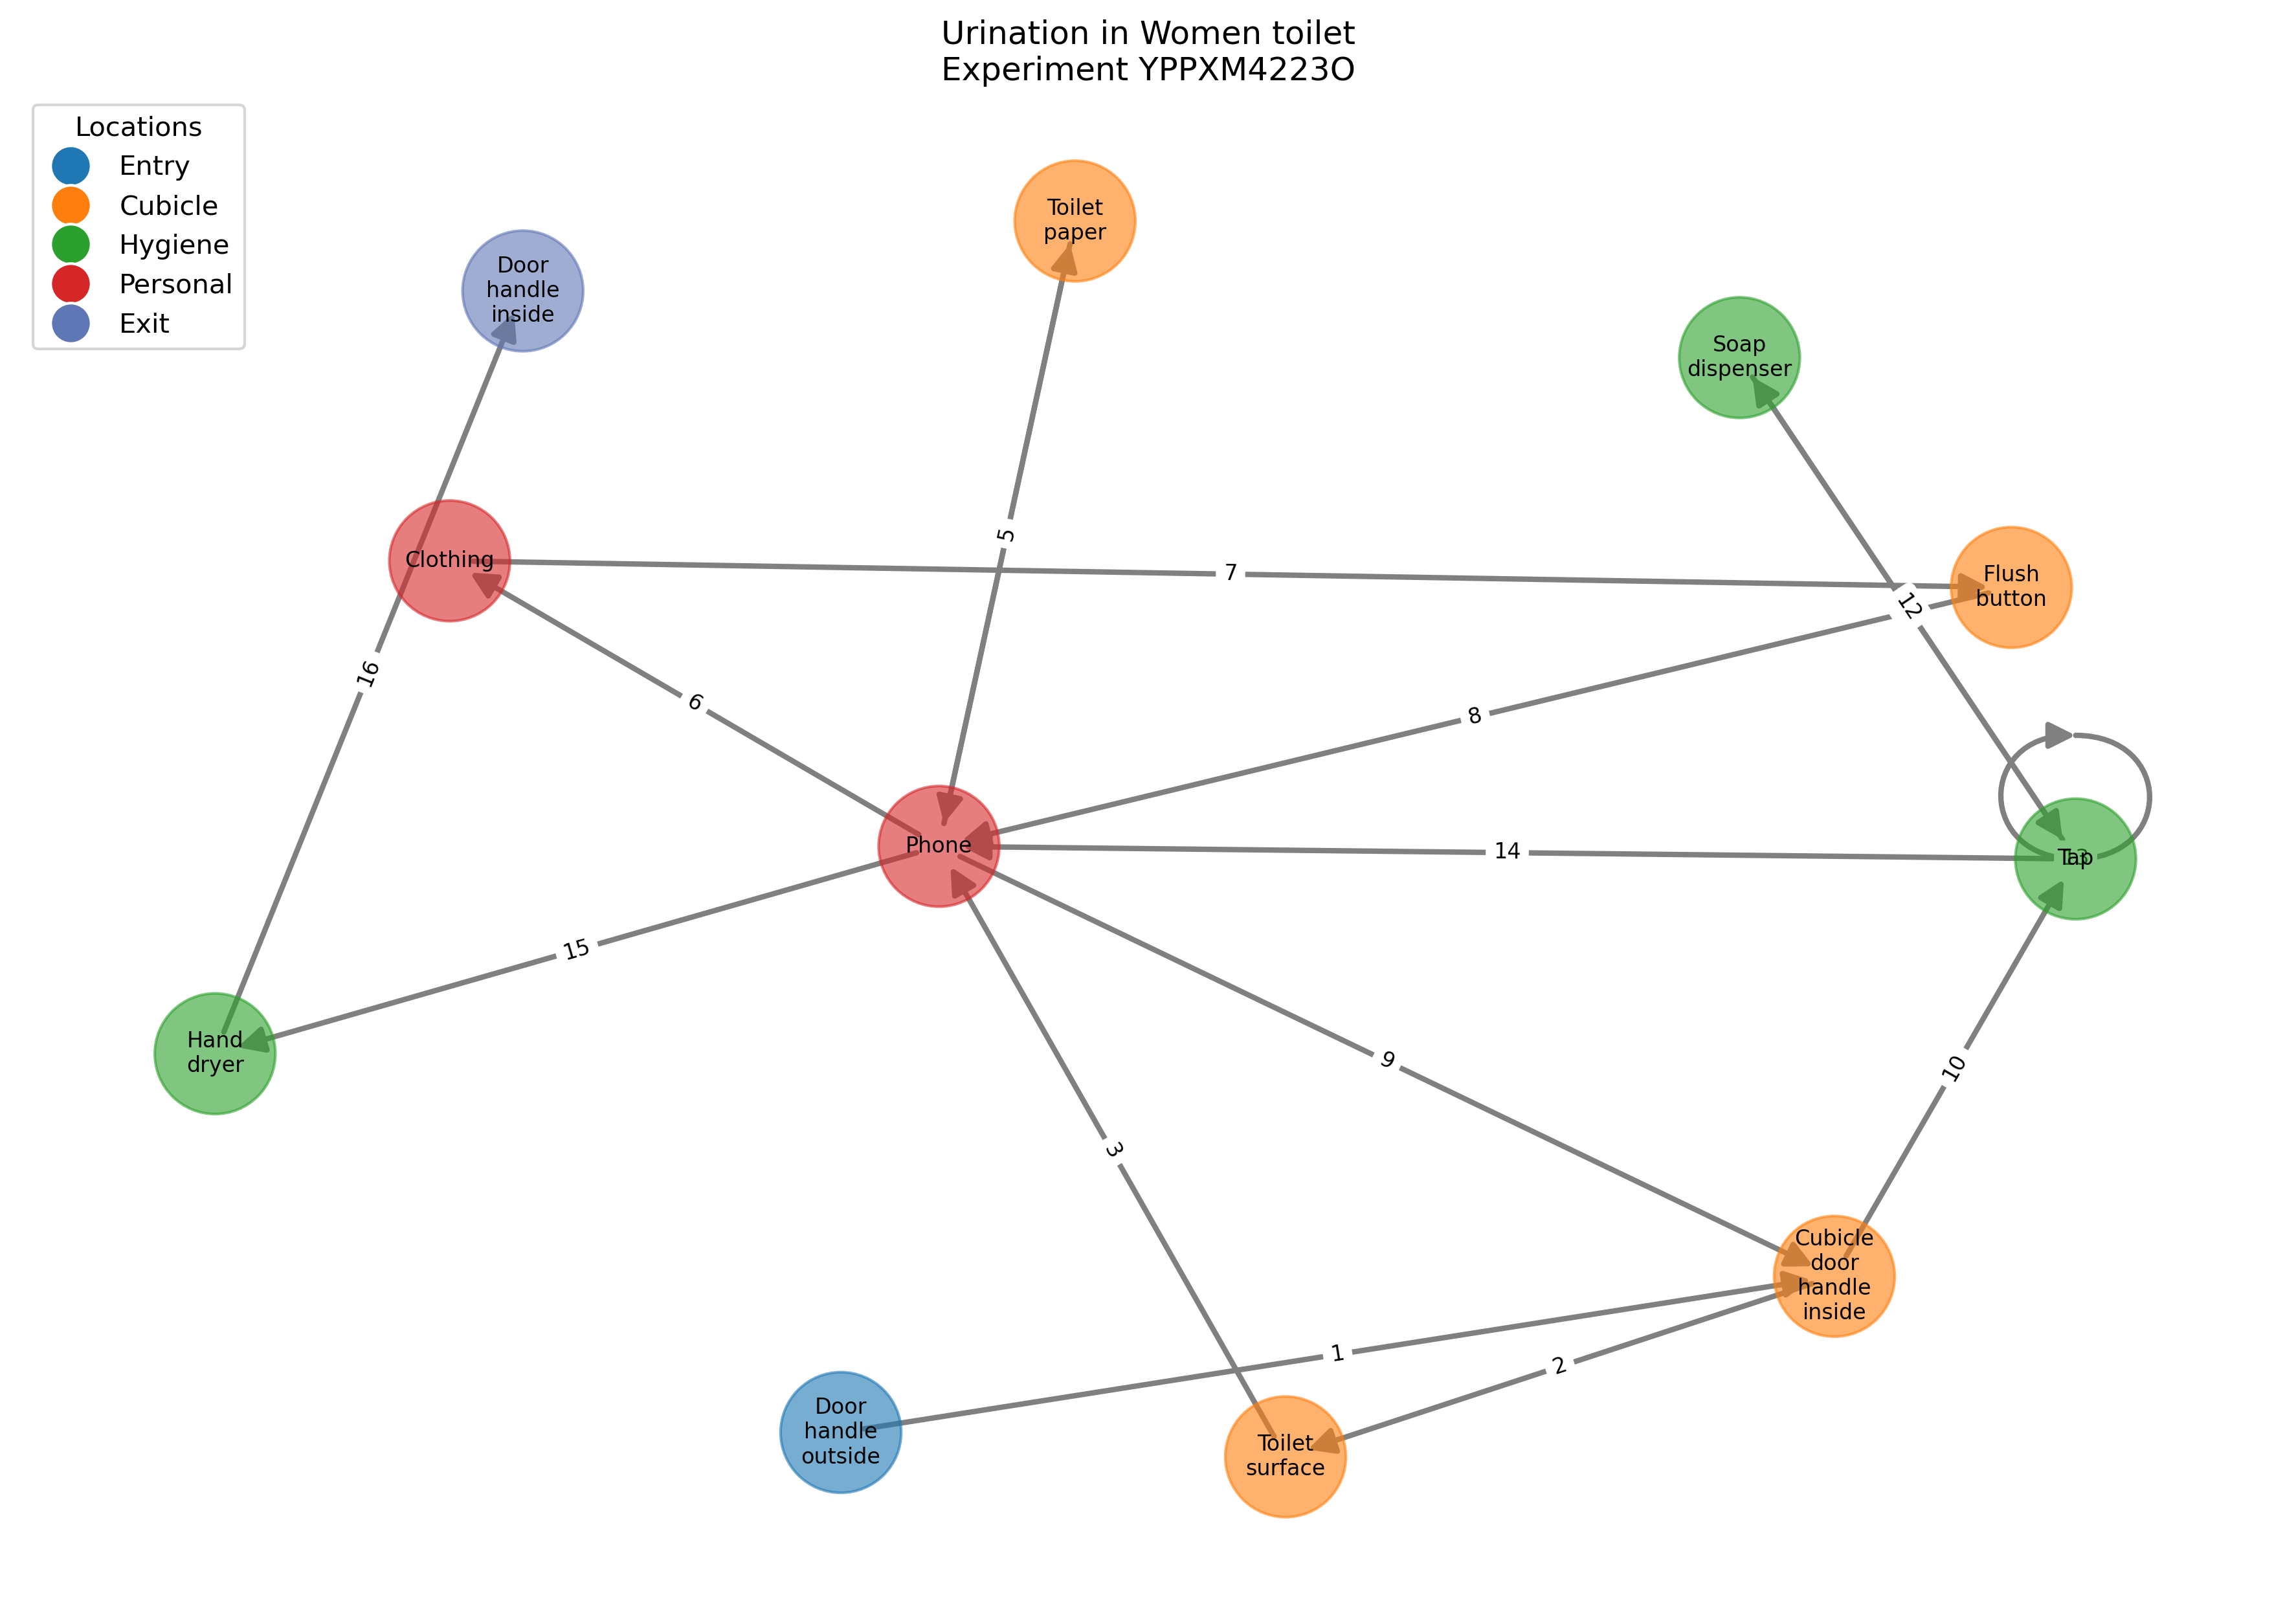 Urination in Women toilet
Experiment YPPXM4223O
Locations
Entry
Cubicle
Hygiene
Personal
Exit
Toilet
paper
Door
handle
inside
Soap
dispenser
Clothing
7
Flush
button
5
12
16
6
8
Phone
14
Tap
15
Hand
dryer
9
10
3
Cubicle
door
handle
inside
1
2
Door
handle
outside
Toilet
surface